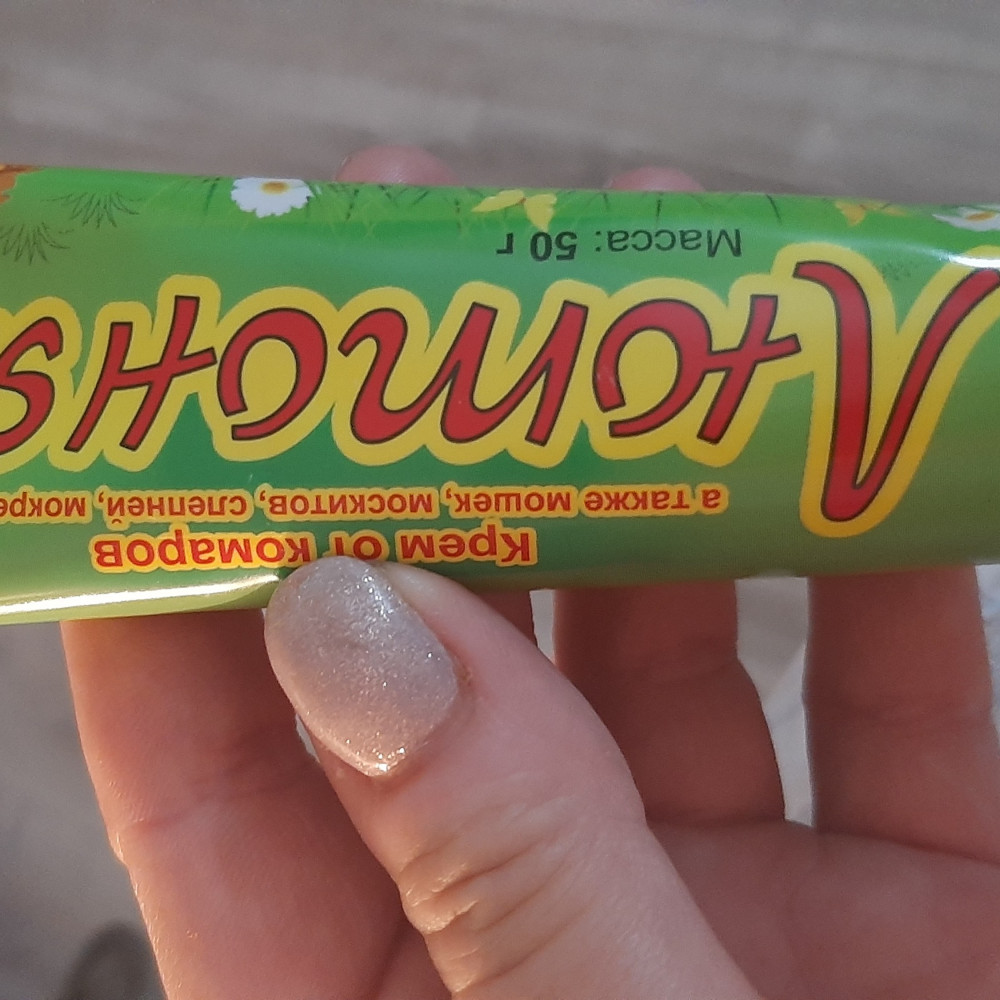 Крем от комаров
а также мошек, москитов, слепней,
Масса: 50 г